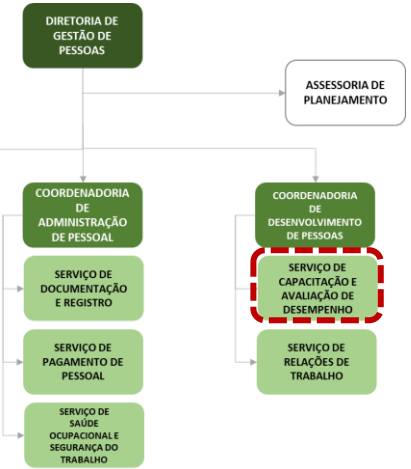 DIRETORIA DE
GESTÃO DE
PESSOAS
ASSESSORIA DE
PLANEJAMENTO
COORDENADORIA
DE
ADMINISTRAÇÃO
DE PESSOAL
SERVIÇO DE
DOCUMENTAÇÃO
E REGISTRO
SERVIÇO DE
PAGAMENTO DE
PESSOAL
SERVIÇO DE
SAÚDE
OCUPACIONAL E
SEGURANÇA DO
TRABALHO
COORDENADORIA
DE
DESENVOLVIMENTO
DE PESSOAS
SERVIÇO DE
CAPACITAÇÃO E
AVALIAÇÃO DE
DESEMPENHO
SERVIÇO DE
RELAÇÕES DE
TRABALHO